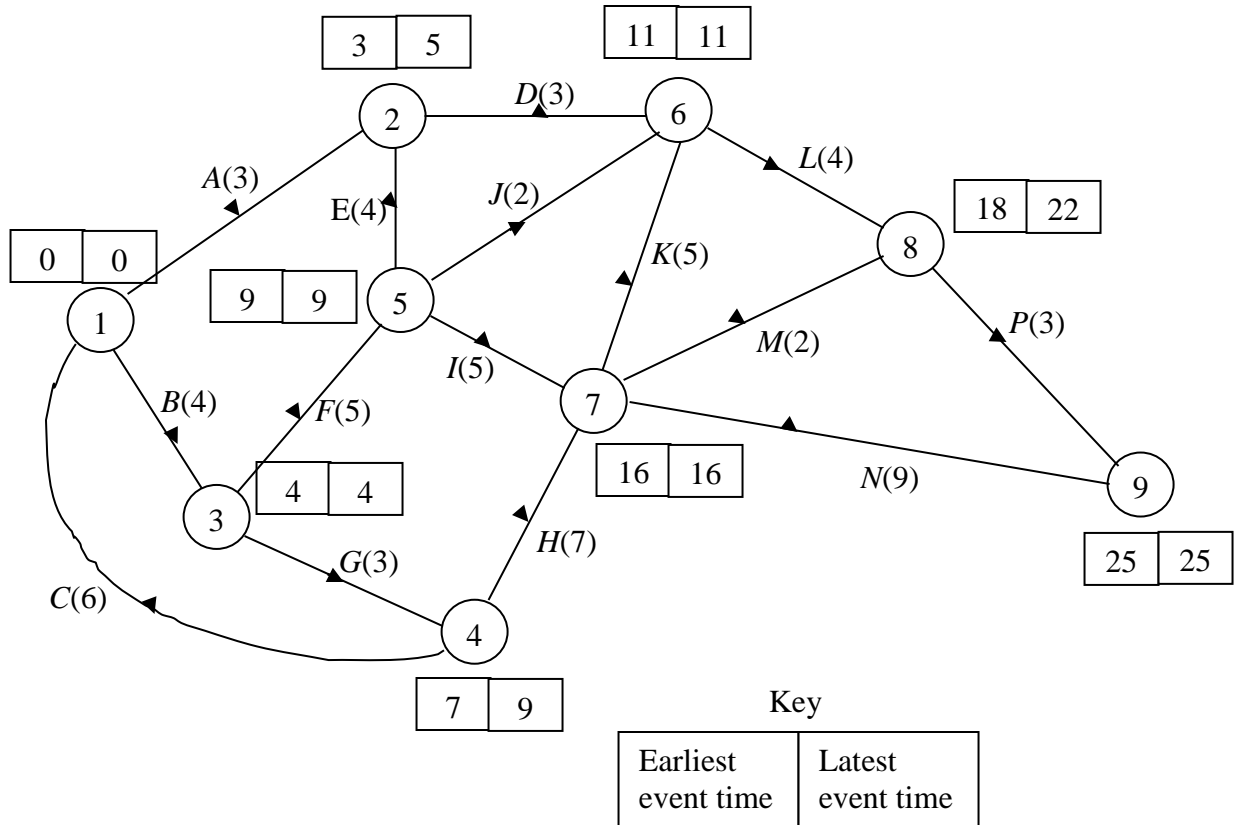 3 5
11 11
D(3)
2
6
A(3)
L(4)
E(4)
J(2)
18 22
0 0
K(5)
8
9 9
5
1
P(3)
M(2)
I(5)
B(4)
F(5)
7
4 4
16 16
N(9)
9
3
H(7)
G(3)
25 25
C(6)
4
7 9
Key
Earliest
event time
Latest
event time